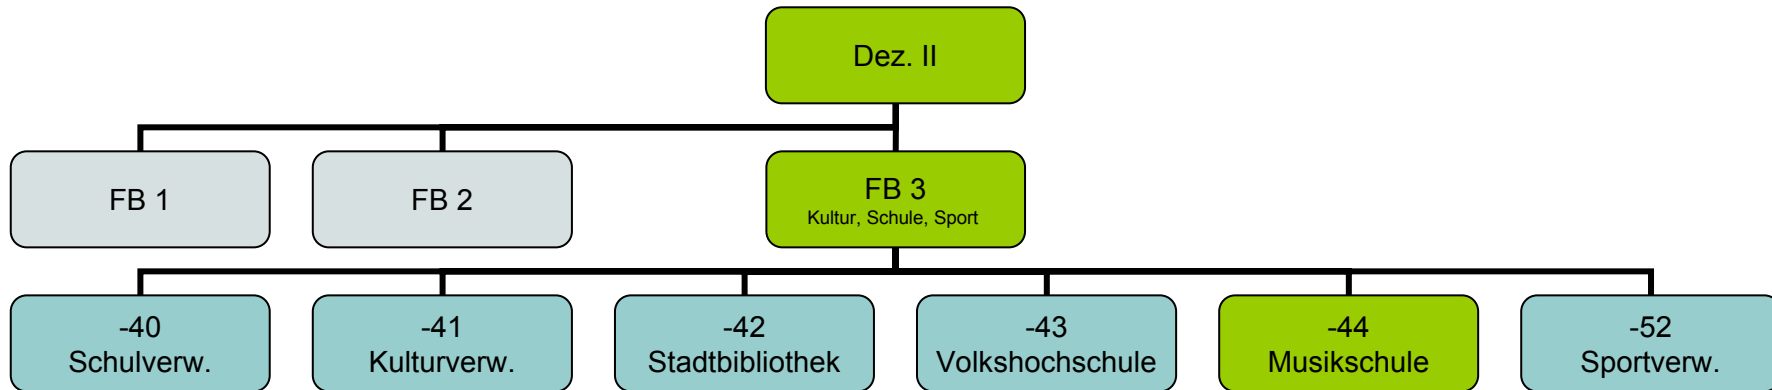 Dez. II
FB 1
FB 2
FB 3
Kultur, Schule, Sport
-40
Schulverw.
-41
Kulturverw.
-42
Stadtbibliothek
-43
Volkshochschule
-44
Musikschule
-52
Sportverw.